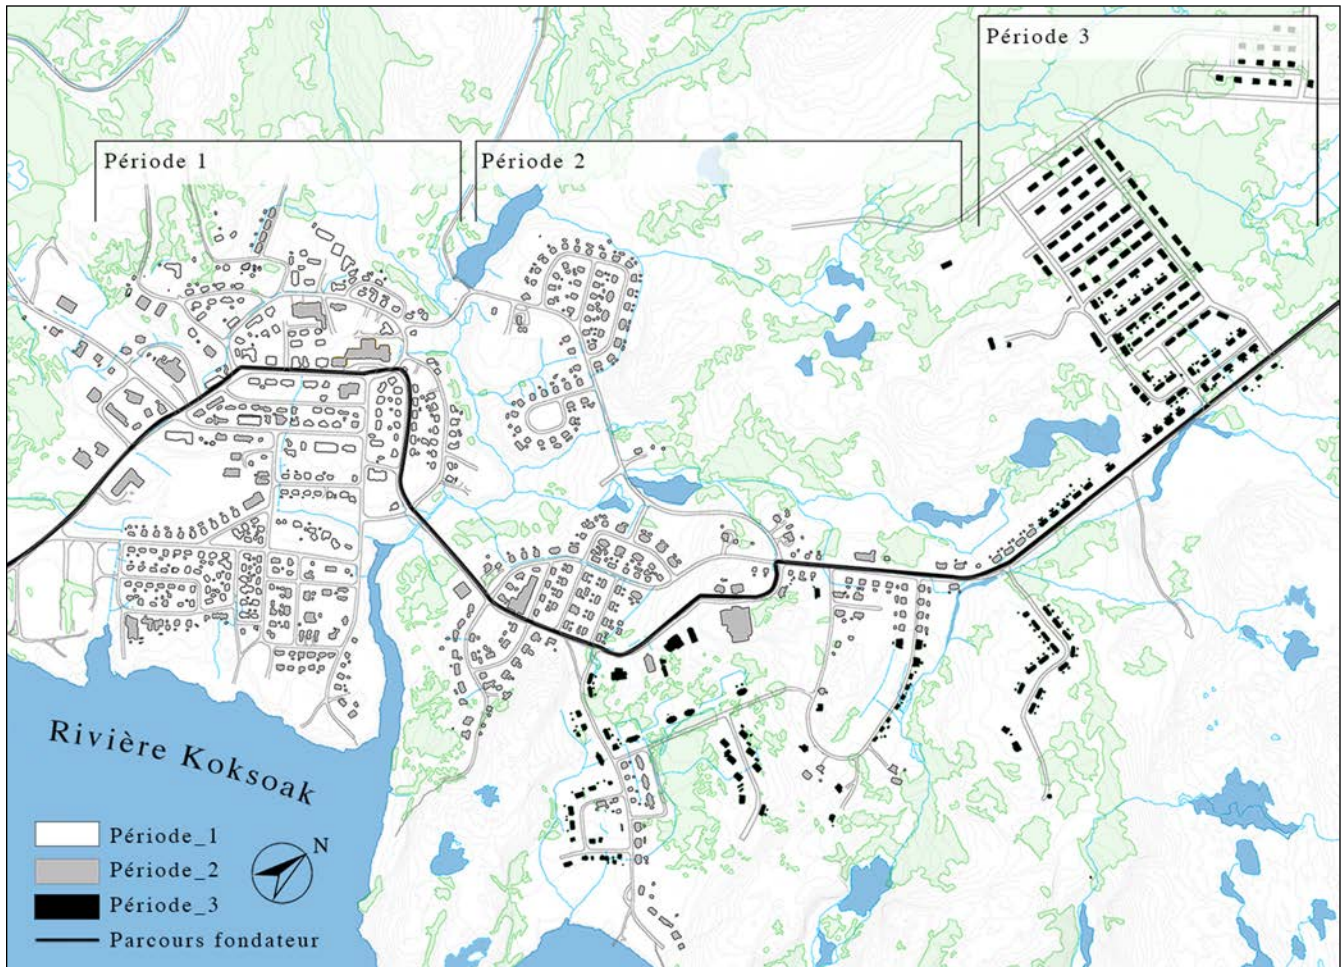 Période 3
Période 1
Période 2
Rivière Koksoak
Période_1
N
Période_2
Période_3
Parcours fondateur